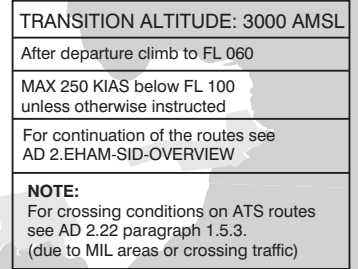 TRANSITION ALTITUDE: 3000 AMSL
After departure climb to FL 060
MAX 250 KIAS below FL 100
unless otherwise instructed
For continuation of the routes see
AD 2.EHAM-SID-OVERVIEW
NOTE:
For crossing conditions on ATS routes
see AD 2.22 paragraph 1.5.3.
(due to MIL areas or crossing traffic)